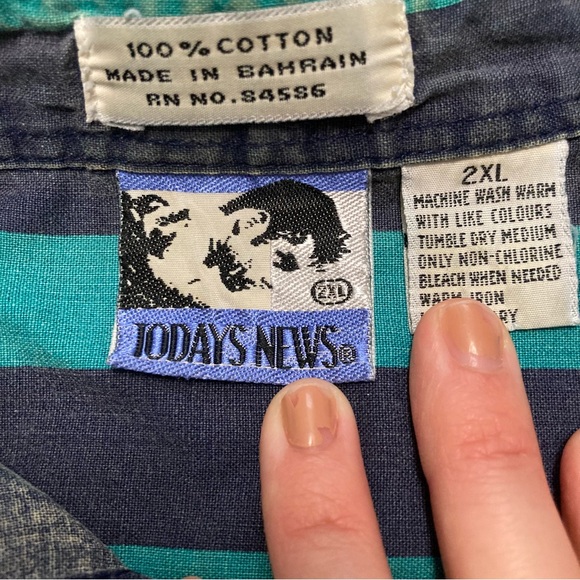 100% COTTON
MADE IN BAHRAIN
RN NO.84586
2XL
TODAYS NEWS®
2XL
MACHINE WASH WARM
WITH LIKE COLOURS
TUMBLE DRY MEDIUM
ONLY NON-CHLORINE
BLEACH WHEN NEEDED
WARM IRON